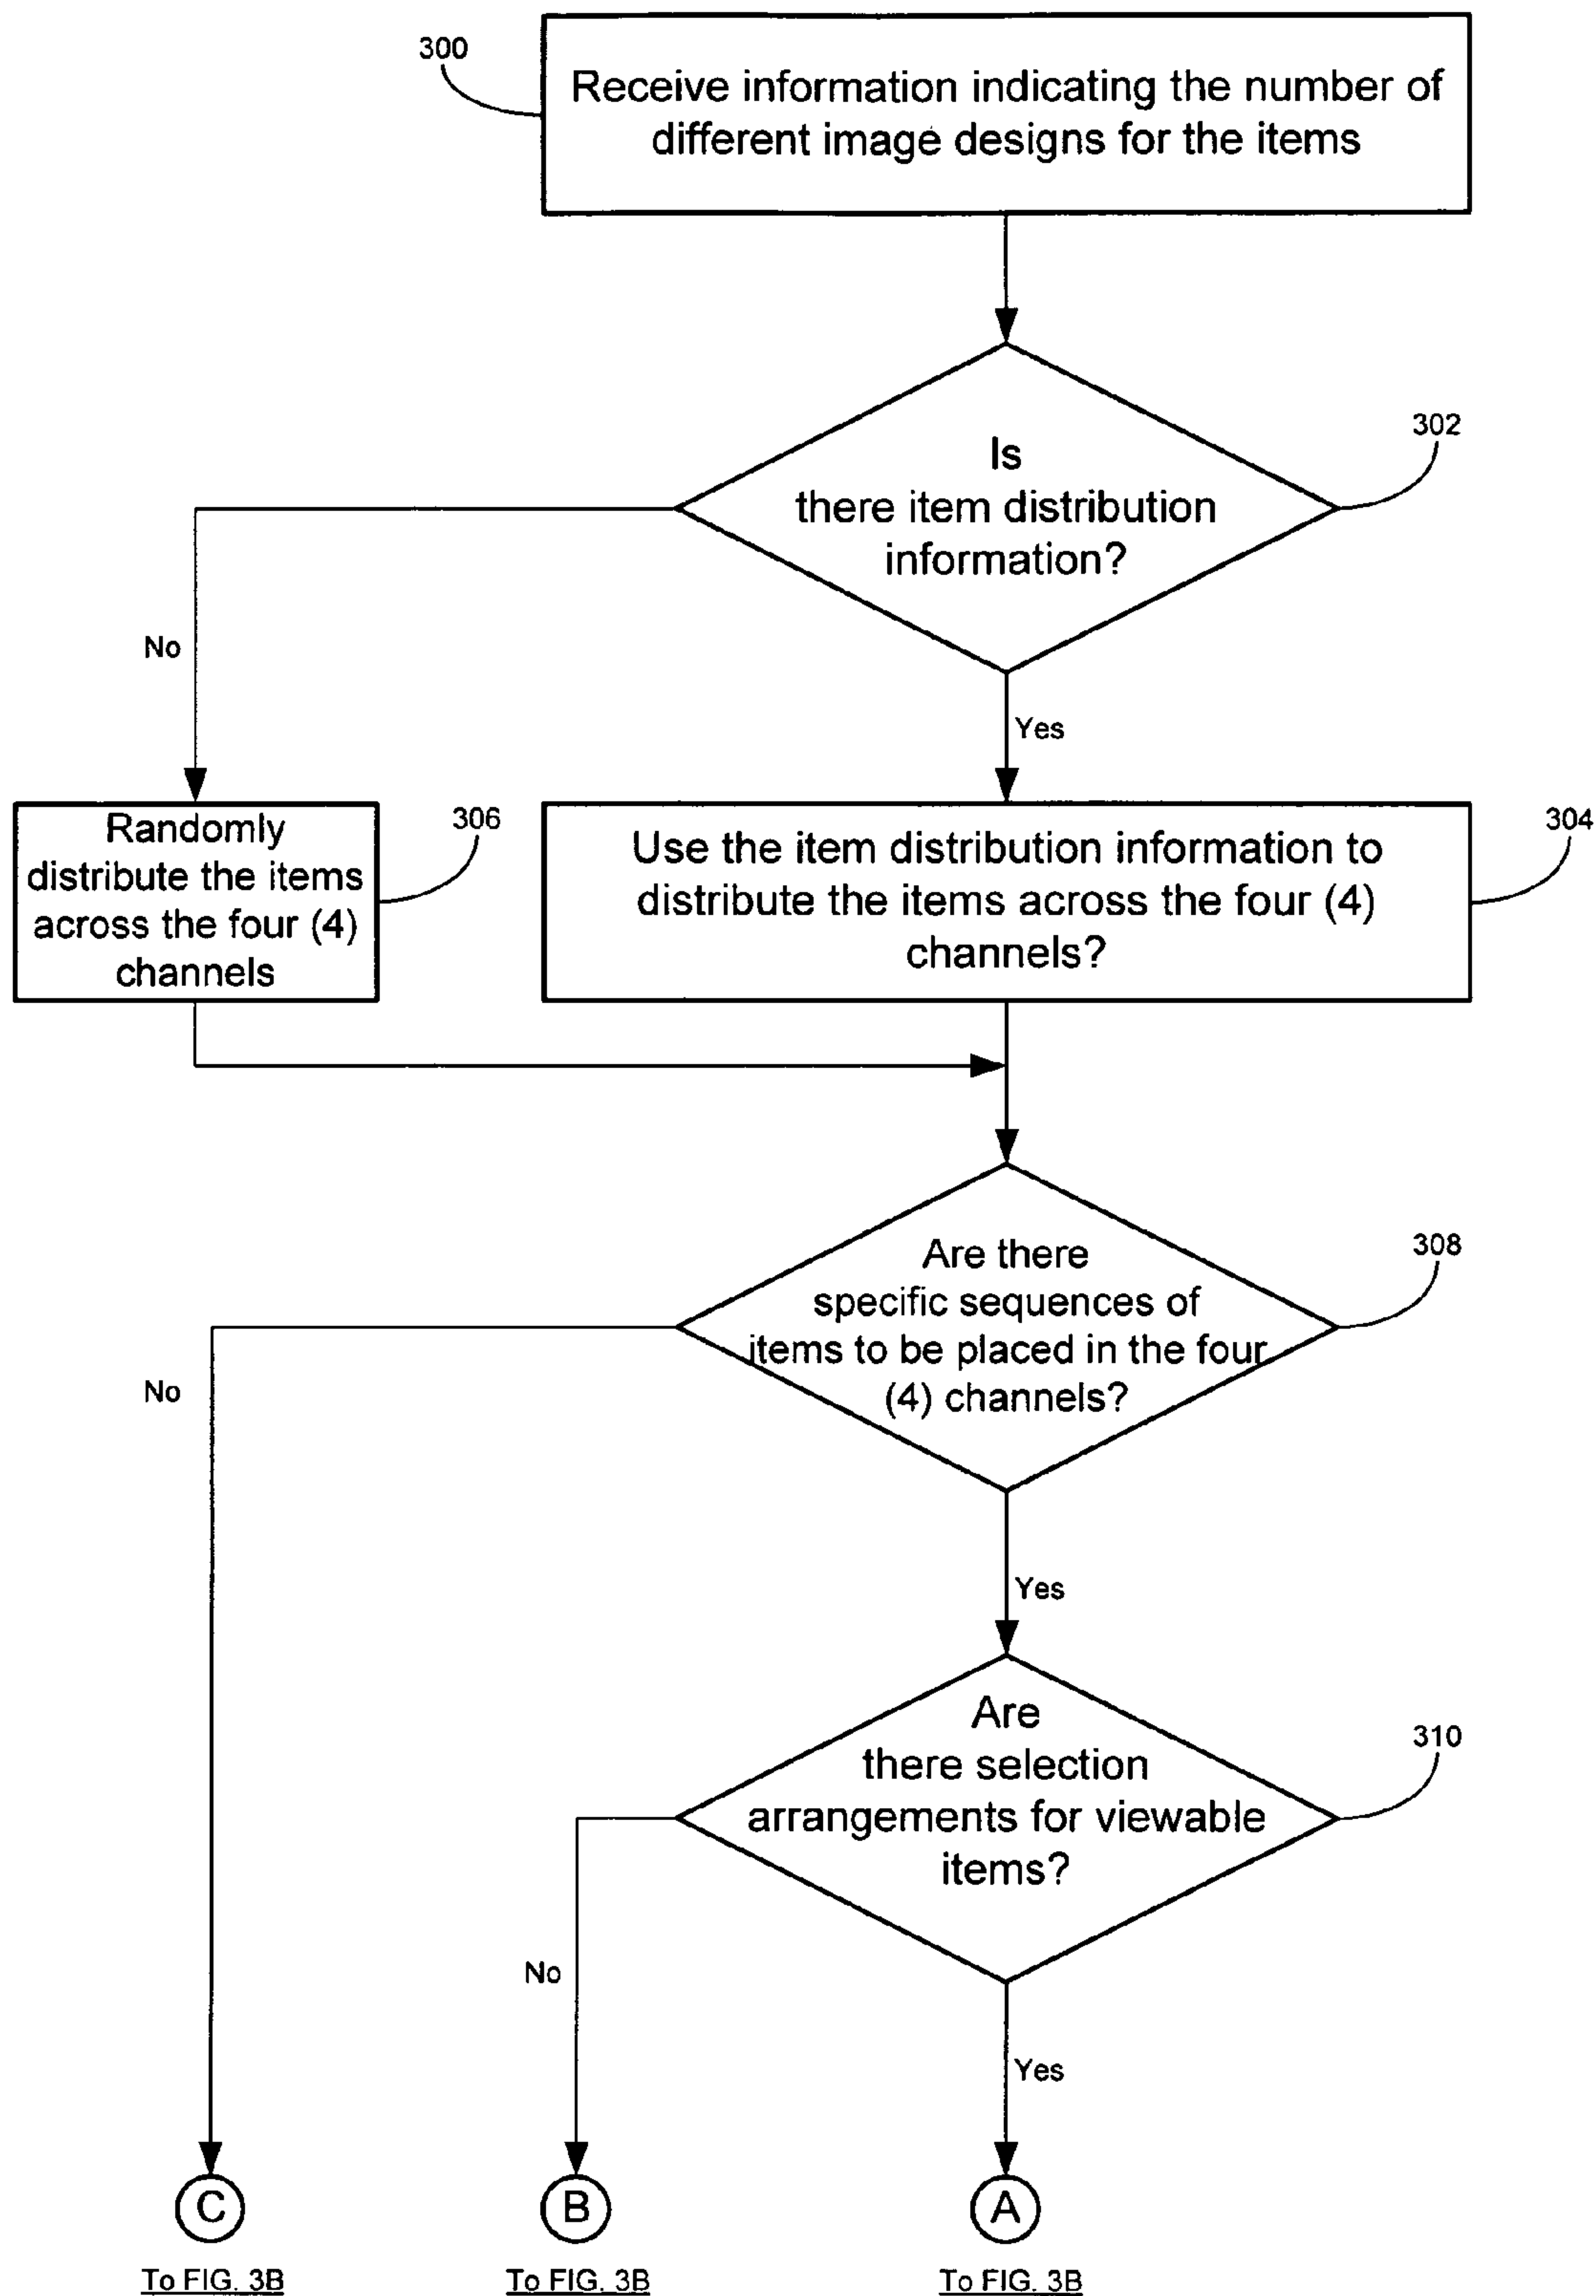 300
Receive information indicating the number of
different image designs for the items
302
Is
there item distribution
information?
No
Yes
Randomly
distribute the items
across the four (4)
channels
306
Use the item distribution information to
distribute the items across the four (4)
channels?
304
Are there
specific sequences of
items to be placed in the four
(4) channels?
308
No
Yes
Are
there selection
arrangements for viewable
items?
310
No
Yes
C
B
A
To FIG. 3B
To FIG. 3B
To FIG. 3B